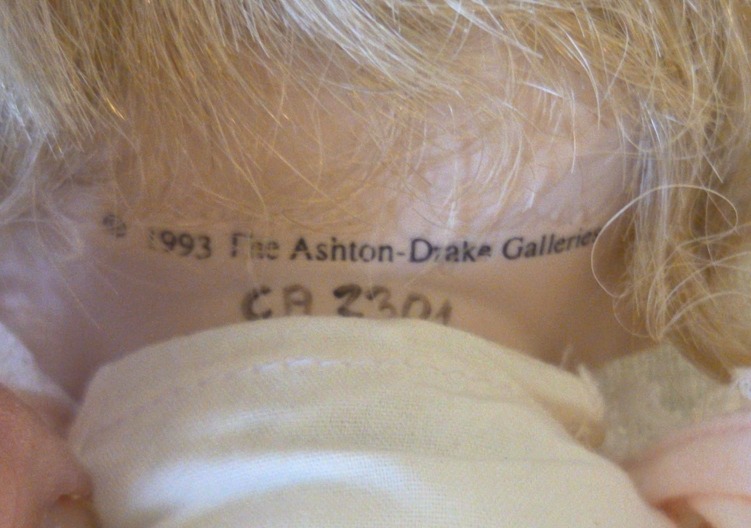 © 1993 The Ashton-Drake Galleries
CA 2301